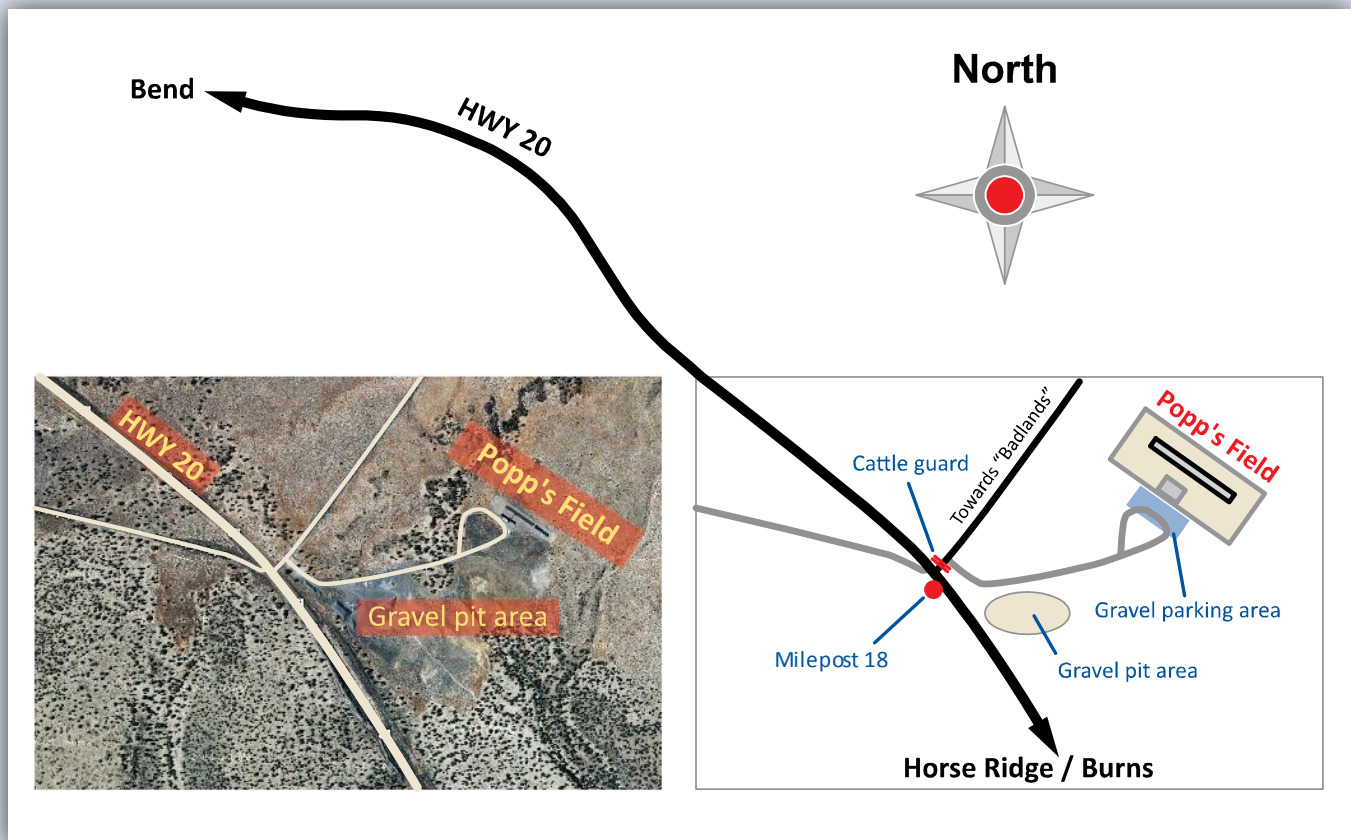 North
Bend
HWY 20
HWY 20
Popp's Field
Gravel pit area
Towards "Badlands"
Popp's Field
Cattle guard
Gravel parking area
Milepost 18
Gravel pit area
Horse Ridge / Burns